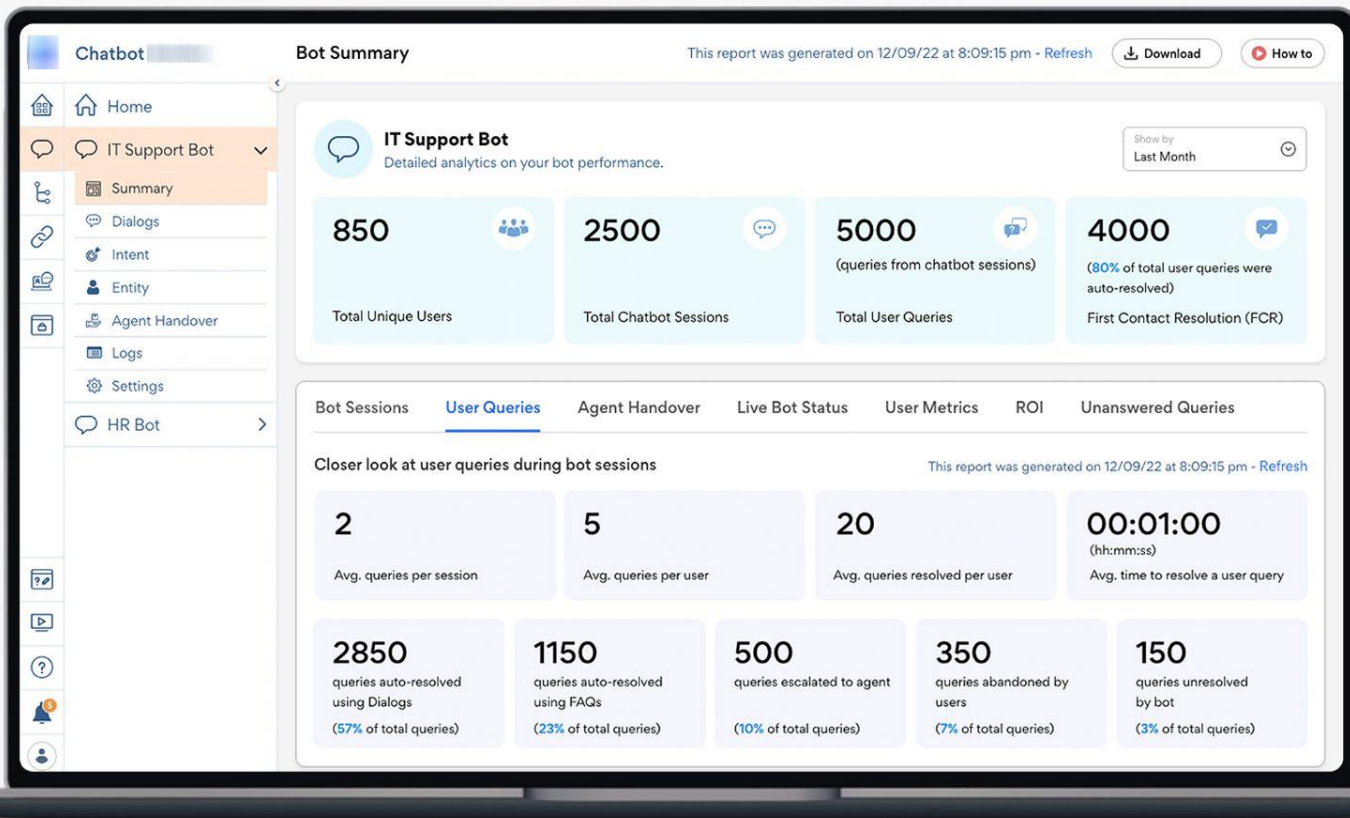 Chatbot
Bot Summary
This report was generated on 12/09/22 at 8:09:15 pm - Refresh
Download
How to
Home
IT Support Bot
Summary
Dialogs
Intent
Entity
Agent Handover
Logs
Settings
HR Bot
IT Support Bot
Detailed analytics on your bot performance.
Show by
Last Month
850
Total Unique Users
2500
Total Chatbot Sessions
5000
(queries from chatbot sessions)
Total User Queries
4000
(80% of total user queries were
auto-resolved)
First Contact Resolution (FCR)
Bot Sessions
User Queries
Agent Handover
Live Bot Status
User Metrics
ROI
Unanswered Queries
Closer look at user queries during bot sessions
This report was generated on 12/09/22 at 8:09:15 pm - Refresh
2
Avg. queries per session
5
Avg. queries per user
20
Avg. queries resolved per user
00:01:00
(hh:mm:ss)
Avg. time to resolve a user query
2850
queries auto-resolved
using Dialogs
(57% of total queries)
1150
queries auto-resolved
using FAQs
(23% of total queries)
500
queries escalated to agent
(10% of total queries)
350
queries abandoned by
users
(7% of total queries)
150
queries unresolved
by bot
(3% of total queries)
5